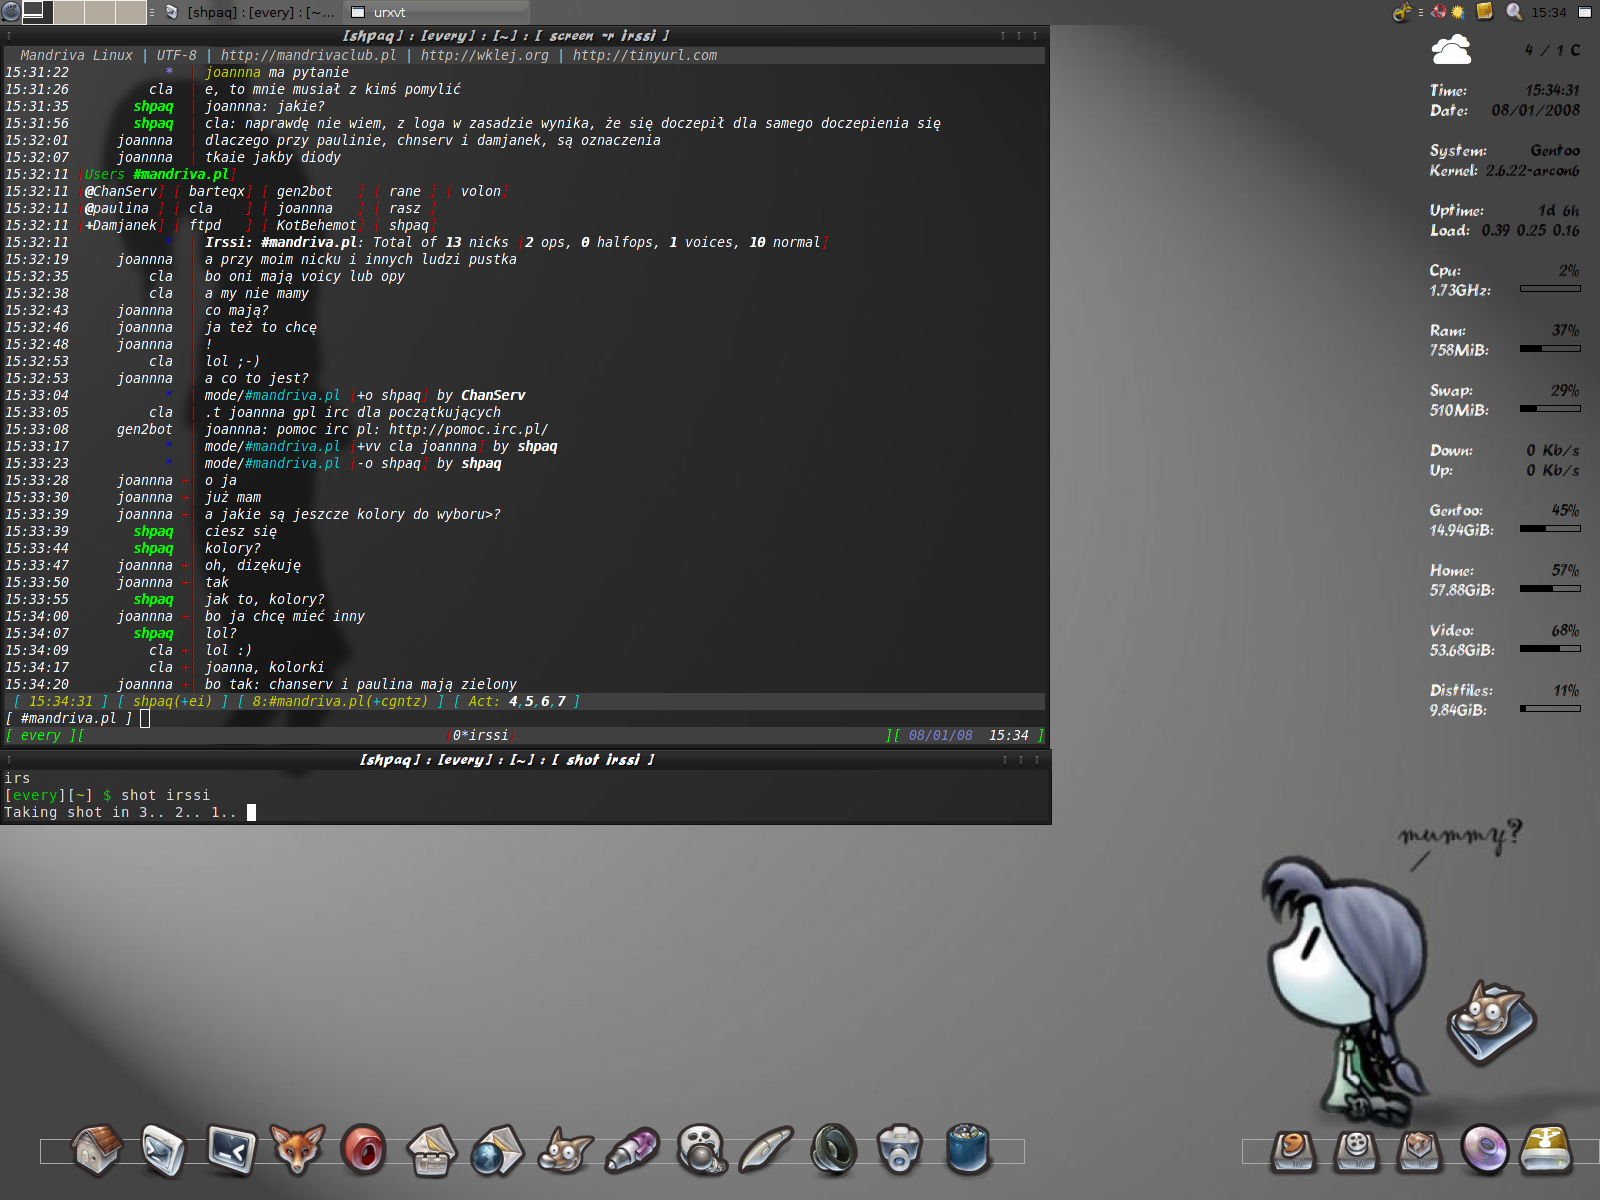 [shpaq] : [every] : [~...
urxvt
15:34
[shpaq] : [every] : [~] : [ screen -r irssi ]
Mandriva Linux | UTF-8 | http://mandrivaclub.pl | http://wklej.org | http://tinyurl.com
15:31:22 * | joannna ma pytanie
15:31:26 cla | e, to mnie musiał z kimś pomylić
15:31:35 shpaq | joannna: jakie?
15:31:56 shpaq | cla: naprawdę nie wiem, z loga w zasadzie wynika, że się doczepił dla samego doczepienia się
15:32:01 joannna | dlaczego przy paulinie, chnserv i damjanek, są oznaczenia
15:32:07 joannna | tkaie jakby diody
15:32:11 [Users #mandriva.pl]
15:32:11 [@ChanServ] [ barteqx] [ gen2bot ] [ rane ] [ volon]
15:32:11 [@paulina ] [ cla ] [ joannna ] [ rasz ]
15:32:11 [+Damjanek] [ ftpd ] [ KotBehemot] [ shpaq]
15:32:11 * | Irssi: #mandriva.pl: Total of 13 nicks [2 ops, 0 halfops, 1 voices, 10 normal]
15:32:19 joannna | a przy moim nicku i innych ludzi pustka
15:32:35 cla | bo oni mają voicy lub opy
15:32:38 cla | a my nie mamy
15:32:43 joannna | co mają?
15:32:46 joannna | ja też to chcę
15:32:48 joannna | !
15:32:53 cla | lol ;-)
15:32:53 joannna | a co to jest?
15:33:04 * | mode/#mandriva.pl [+o shpaq] by ChanServ
15:33:05 cla | .t joannna gpl irc dla początkujących
15:33:08 gen2bot | joannna: pomoc irc pl: http://pomoc.irc.pl/
15:33:17 * | mode/#mandriva.pl [+vv cla joannna] by shpaq
15:33:23 * | mode/#mandriva.pl [-o shpaq] by shpaq
15:33:28 joannna +| o ja
15:33:30 joannna +| już mam
15:33:39 joannna +| a jakie są jeszcze kolory do wyboru>?
15:33:39 shpaq | ciesz się
15:33:44 shpaq | kolory?
15:33:47 joannna +| oh, dizękuję
15:33:50 joannna +| tak
15:33:55 shpaq | jak to, kolory?
15:34:00 joannna +| bo ja chcę mieć inny
15:34:07 shpaq | lol?
15:34:09 cla +| lol :)
15:34:17 cla +| joanna, kolorki
15:34:20 joannna +| bo tak: chanserv i paulina mają zielony
[ 15:34:31 ] [ shpaq(+ei) ] [ 8:#mandriva.pl(+cgntz) ] [ Act: 4,5,6,7 ]
[ #mandriva.pl ]
[ every ][ (0*irssi) ][ 08/01/08 15:34 ]
[shpaq] : [every] : [~] : [ shot irssi ]
irs
[every][~] $ shot irssi
Taking shot in 3.. 2.. 1..
4 / 1 C
Time: 15:34:31
Date: 08/01/2008
System: Gentoo
Kernel: 2.6.22-arcon6
Uptime: 1d 6h
Load: 0.39 0.25 0.16
Cpu: 2%
1.73GHz:
Ram: 37%
758MiB:
Swap: 29%
510MiB:
Down: 0 Kb/s
Up: 0 Kb/s
Gentoo: 45%
14.94GiB:
Home: 57%
57.88GiB:
Video: 68%
53.68GiB:
Distfiles: 11%
9.84GiB:
mummy?